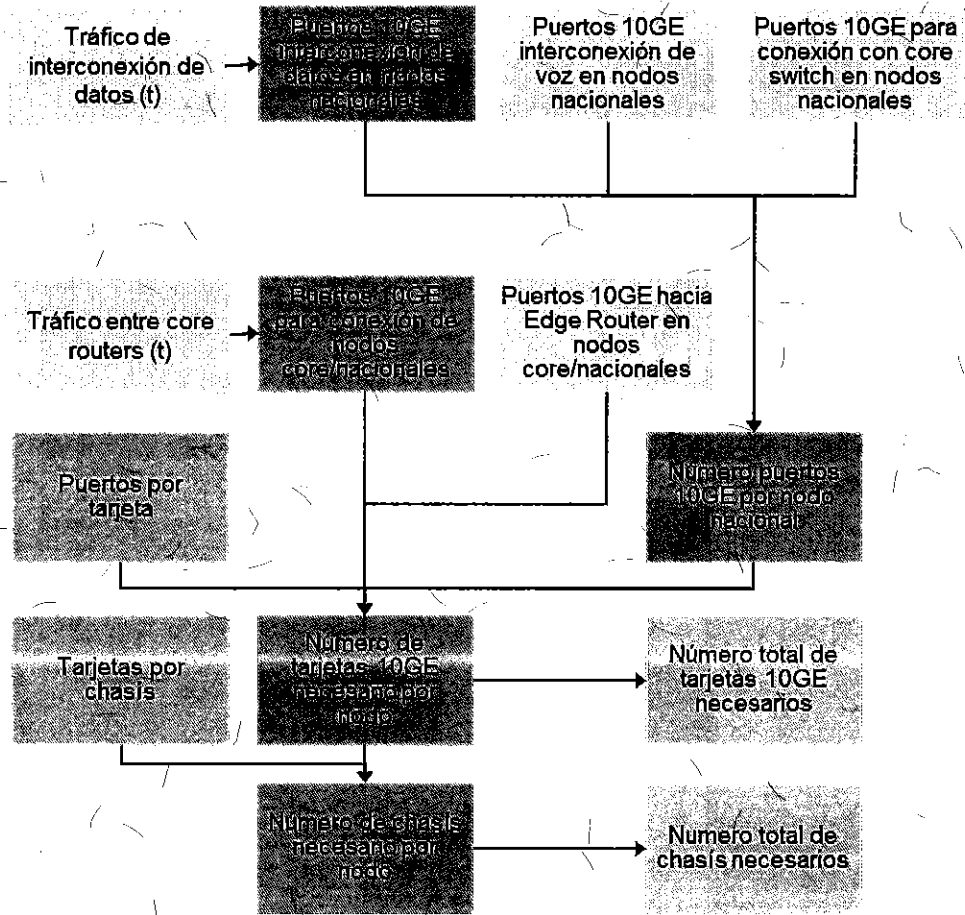 Tráfico de
interconexión de
datos (t)
Puertos 10GE
interconexión de
datos en nodos
nacionales
Puertos 10GE
interconexión de
voz en nodos
nacionales
Puertos 10GE para
conexión con core
switch en nodos
nacionales
Tráfico entre core
routers (t)
Puertos 10GE
para conexión de
nodos
core/nacionales
Puertos 10GE hacia
Edge Router en
nodos
core/nacionales
Puertos por
tarjeta
Número puertos
10GE por nodo
nacional
Tarjetas por
chasis
Número de
tarjetas 10GE
necesario por
nodo
Número total de
tarjetas 10GE
necesarios
Número de chasis
necesario por
nodo
Numero total de
chasís necesarios